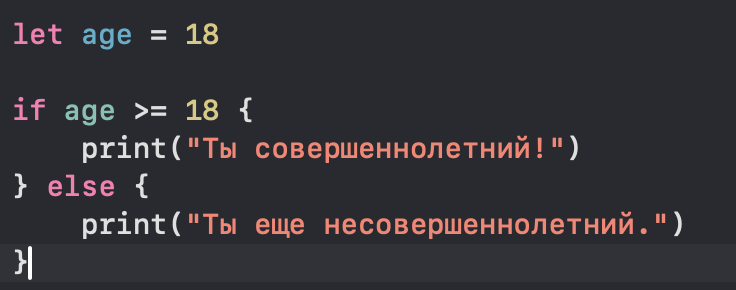 let age = 18
if age >= 18 {
print("Ты совершеннолетний!")
} else {
print("Ты еще несовершеннолетний.")
}